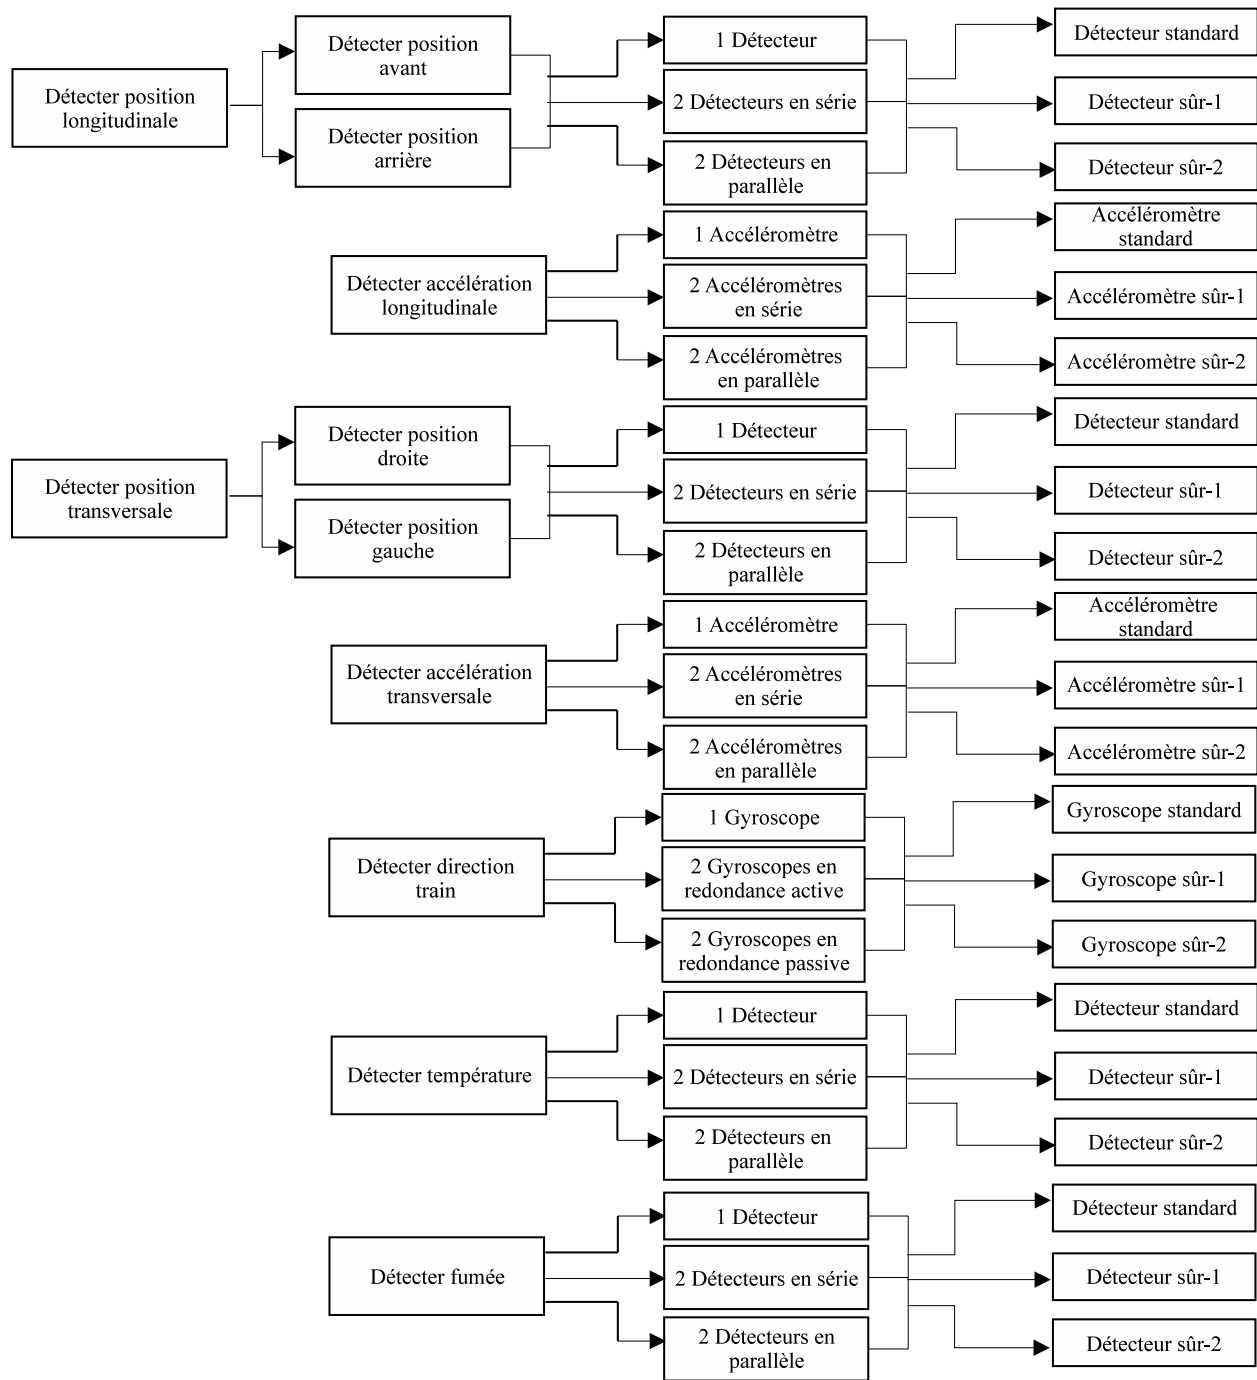 Détecter position
longitudinale
Détecter position
avant
Détecter position
arrière
1 Détecteur
2 Détecteurs en série
2 Détecteurs en
parallèle
Détecteur standard
Détecteur sûr-1
Détecteur sûr-2
Détecter accélération
longitudinale
1 Accéléromètre
2 Accéléromètres
en série
2 Accéléromètres
en parallèle
Accéléromètre
standard
Accéléromètre sûr-1
Accéléromètre sûr-2
Détecter position
transversale
Détecter position
droite
Détecter position
gauche
1 Détecteur
2 Détecteurs en série
2 Détecteurs en
parallèle
Détecteur standard
Détecteur sûr-1
Détecteur sûr-2
Détecter accélération
transversale
1 Accéléromètre
2 Accéléromètres
en série
2 Accéléromètres
en parallèle
Accéléromètre
standard
Accéléromètre sûr-1
Accéléromètre sûr-2
Détecter direction
train
1 Gyroscope
2 Gyroscopes en
redondance active
2 Gyroscopes en
redondance passive
Gyroscope standard
Gyroscope sûr-1
Gyroscope sûr-2
Détecter température
1 Détecteur
2 Détecteurs en série
2 Détecteurs en
parallèle
Détecteur standard
Détecteur sûr-1
Détecteur sûr-2
Détecter fumée
1 Détecteur
2 Détecteurs en série
2 Détecteurs en
parallèle
Détecteur standard
Détecteur sûr-1
Détecteur sûr-2